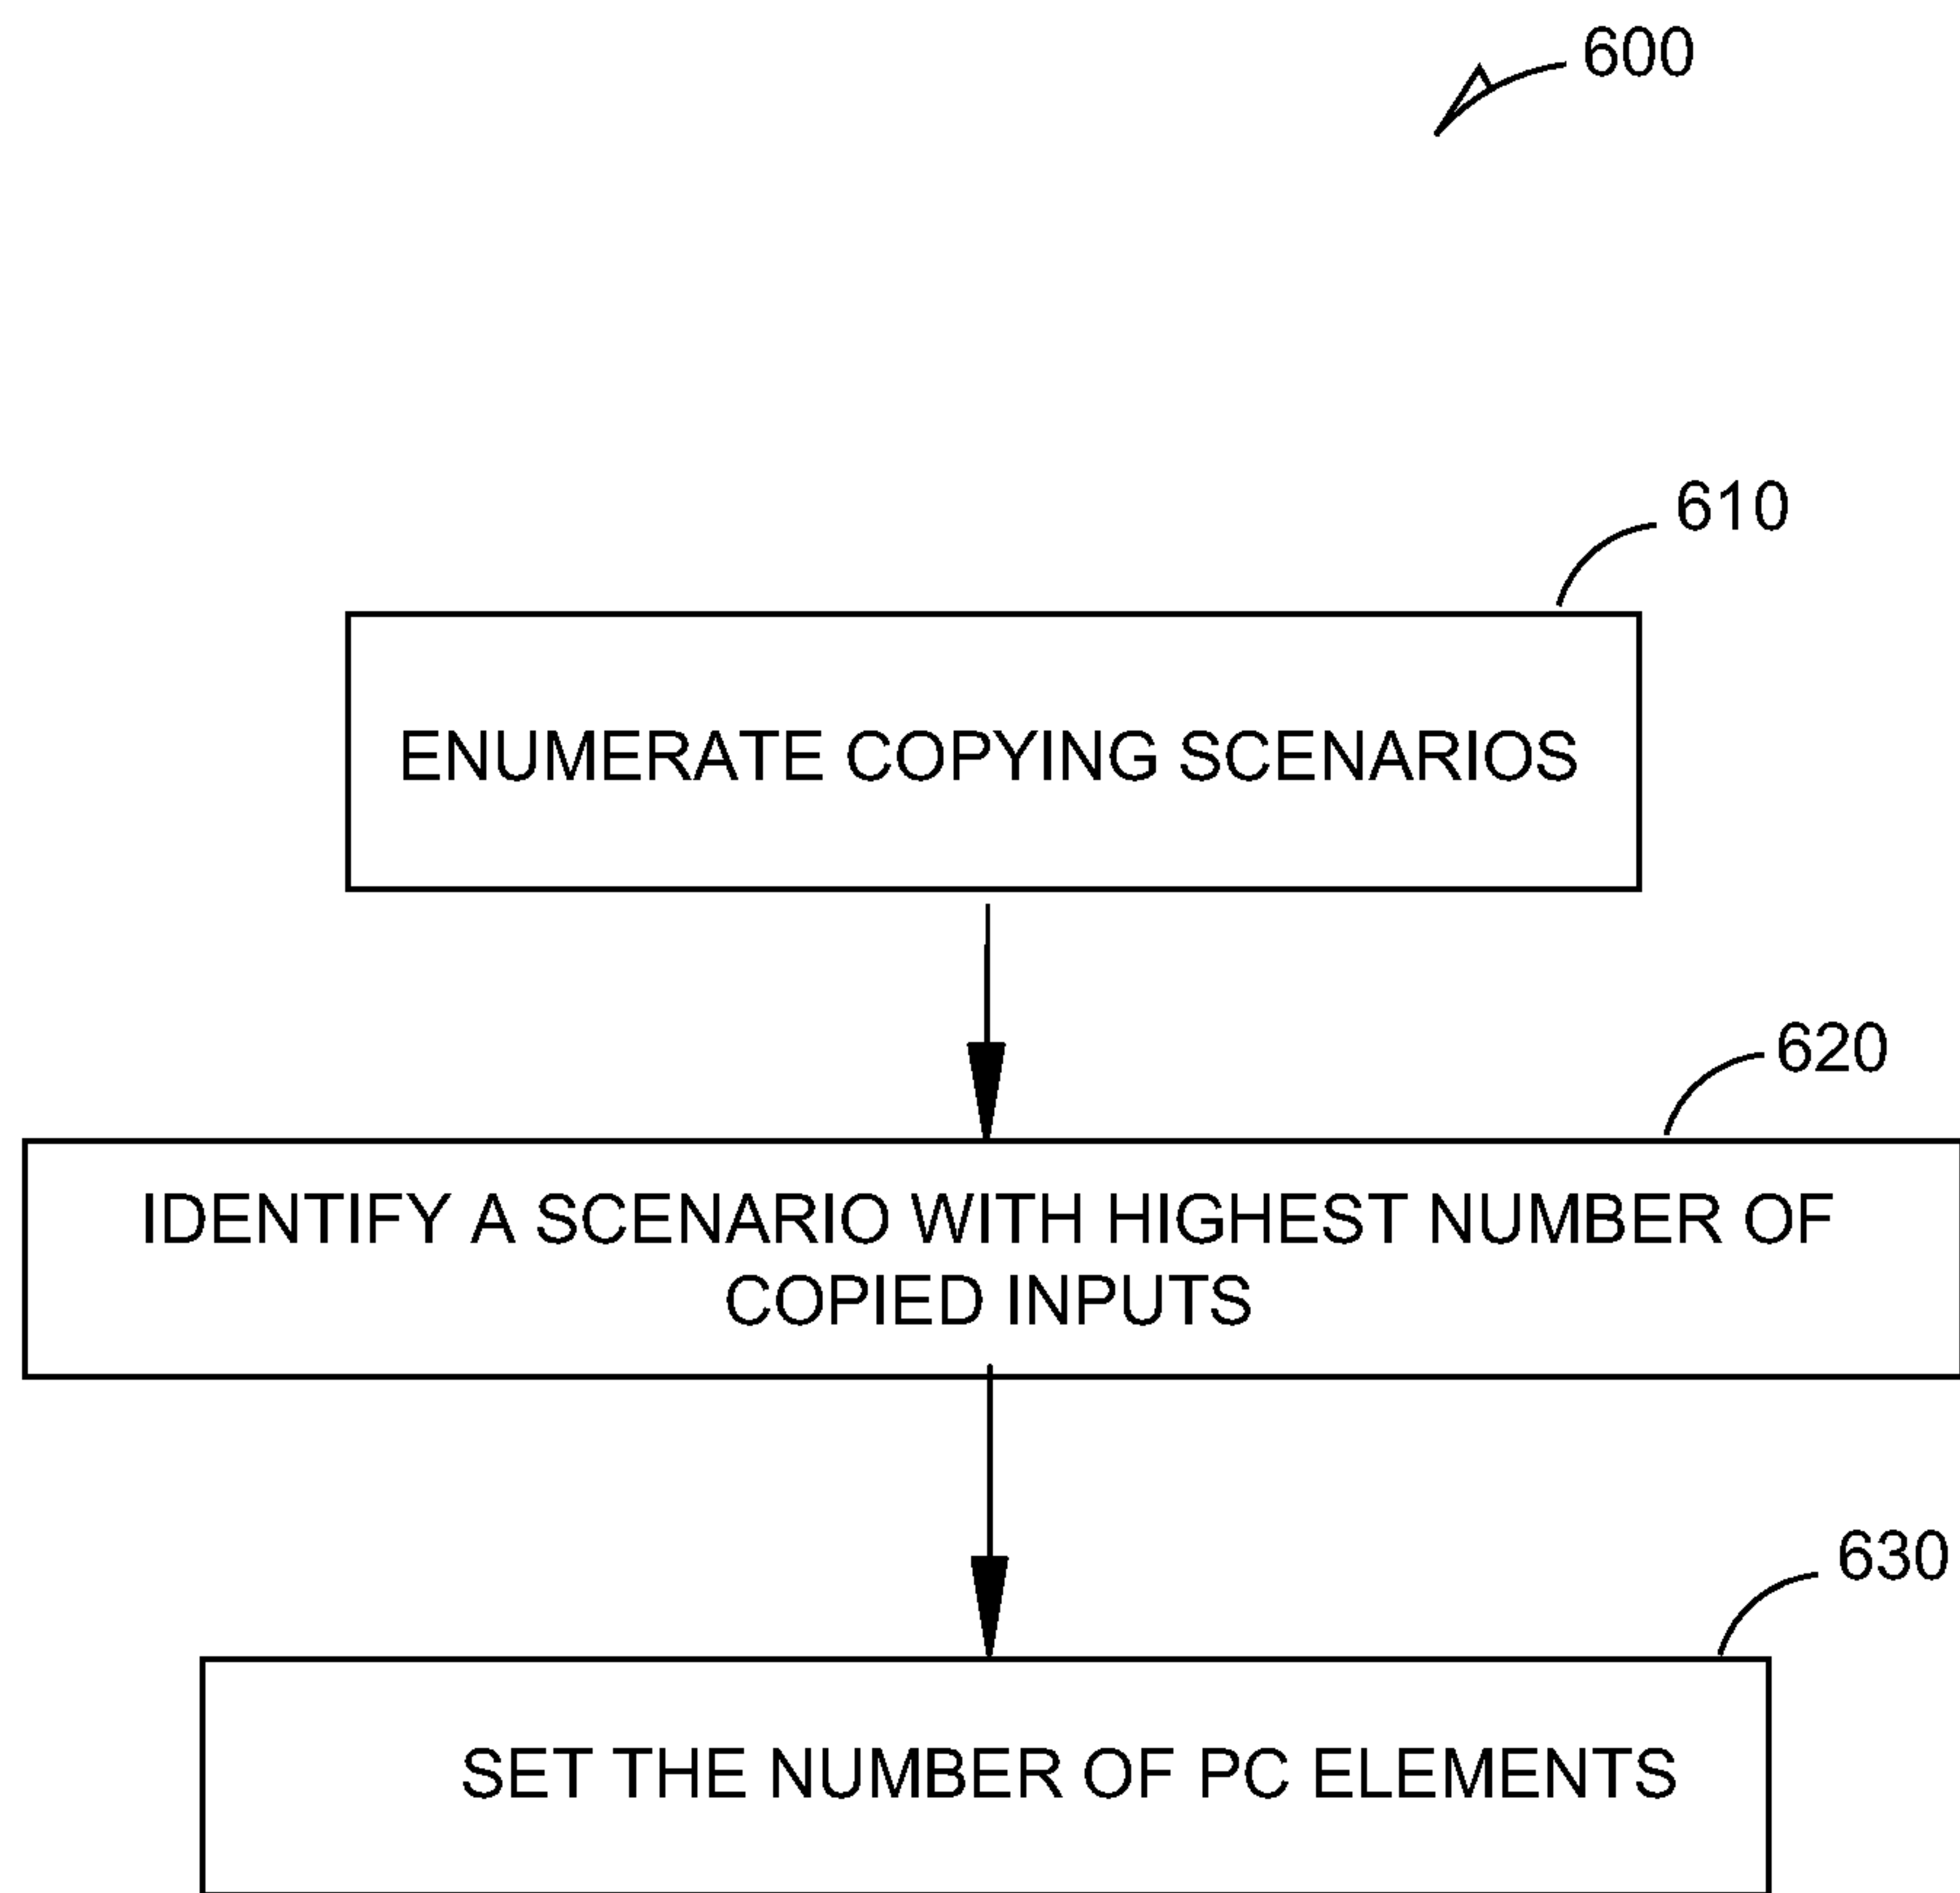 600
610
ENUMERATE COPYING SCENARIOS
620
IDENTIFY A SCENARIO WITH HIGHEST NUMBER OF
COPIED INPUTS
630
SET THE NUMBER OF PC ELEMENTS